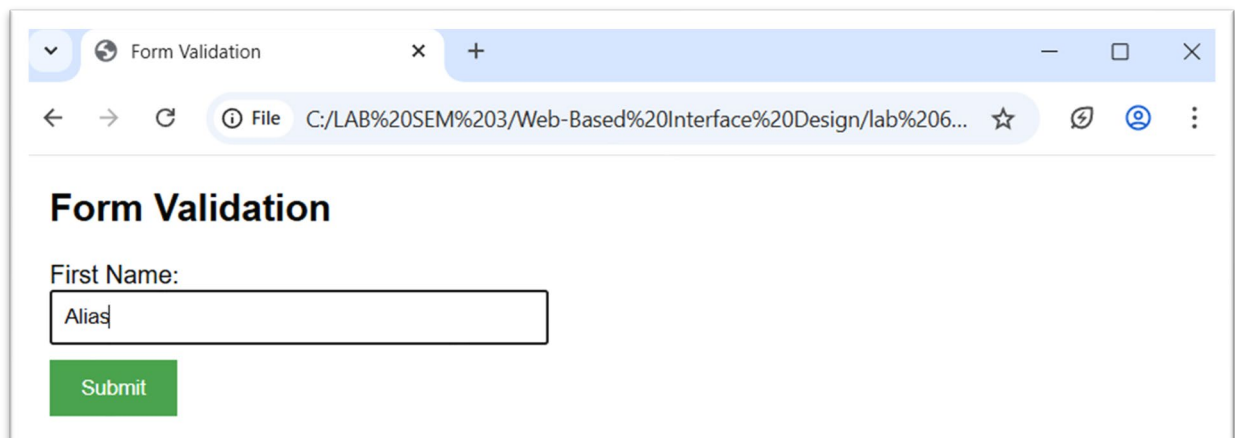 Form Validation
File C:/LAB%20SEM%203/Web-Based%20Interface%20Design/lab%206...
Form Validation
First Name:
Alias
Submit